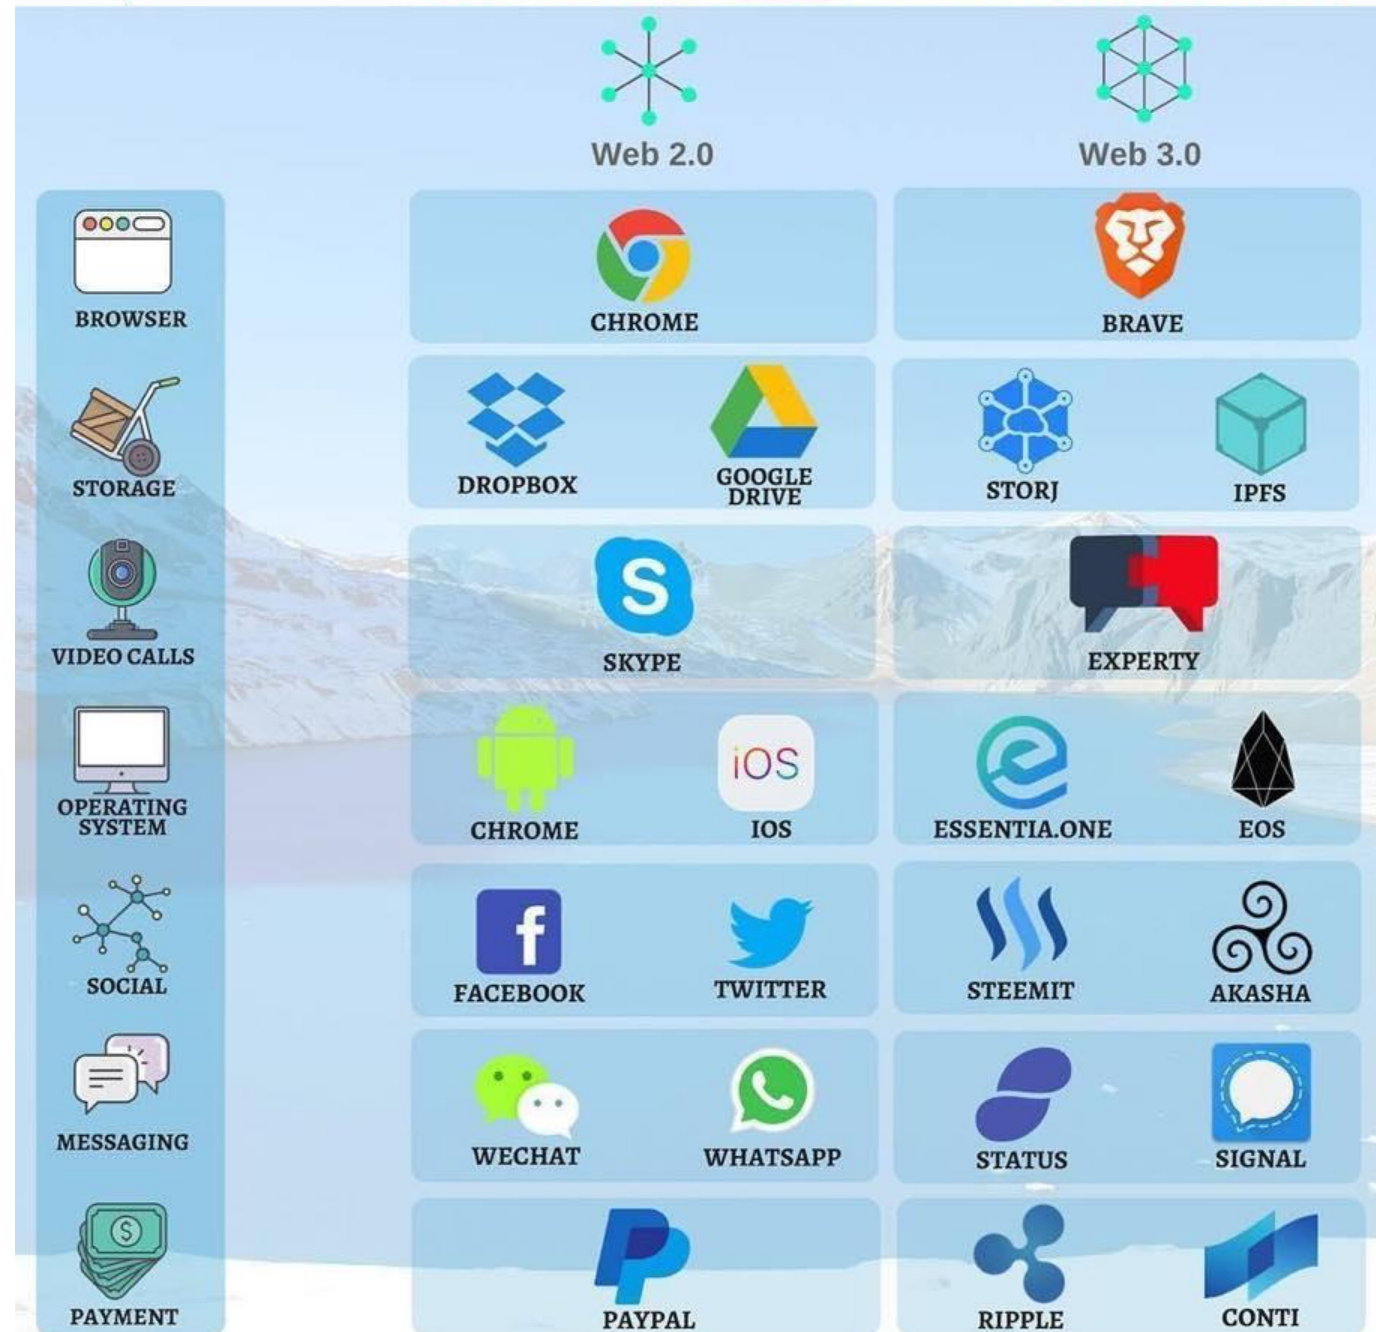 Web 2.0
Web 3.0
BROWSER
CHROME
BRAVE
STORAGE
DROPBOX
GOOGLE
DRIVE
STORJ
IPFS
VIDEO CALLS
S
SKYPE
EXPERTY
OPERATING
SYSTEM
CHROME
iOS
IOS
ESSENTIA.ONE
EOS
SOCIAL
f
FACEBOOK
TWITTER
STEEMIT
AKASHA
MESSAGING
WECHAT
WHATSAPP
STATUS
SIGNAL
$
PAYMENT
PAYPAL
RIPPLE
CONTI